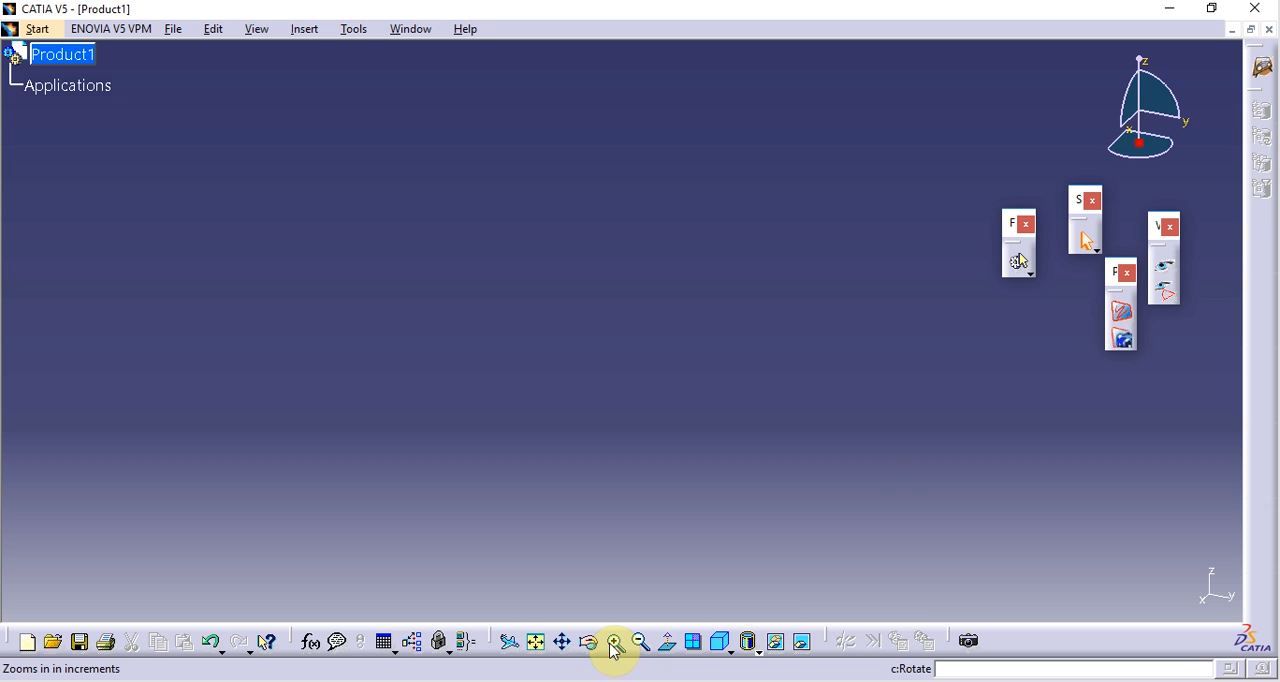 CATIA V5 - [Product1]
Start ENOVIA V5 VPM File Edit View Insert Tools Window Help
Product1
Applications
z
y
x
S x
F x
V x
P x
z
x y
f(x)
Zooms in in increments
c:Rotate
CATIA